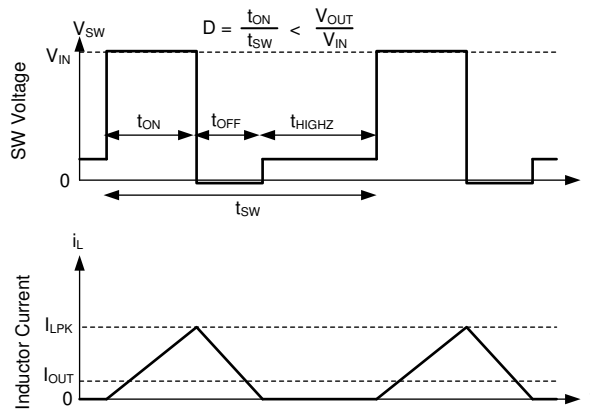 V_SW
D = t_ON / t_SW < V_OUT / V_IN
V_IN
SW Voltage
t_ON
t_OFF
t_HIGHZ
0
t_SW
i_L
Inductor Current
I_LPK
I_OUT
0